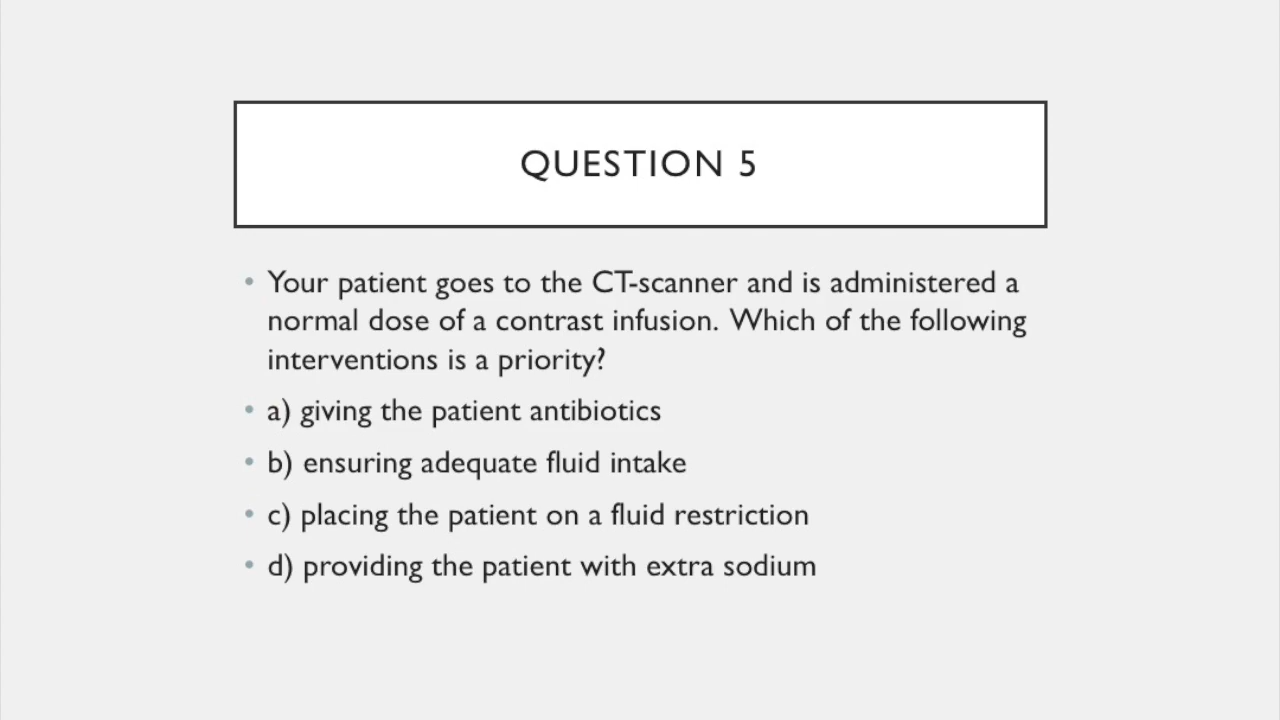 QUESTION 5
• Your patient goes to the CT-scanner and is administered a
normal dose of a contrast infusion. Which of the following
interventions is a priority?
• a) giving the patient antibiotics
• b) ensuring adequate fluid intake
• c) placing the patient on a fluid restriction
• d) providing the patient with extra sodium